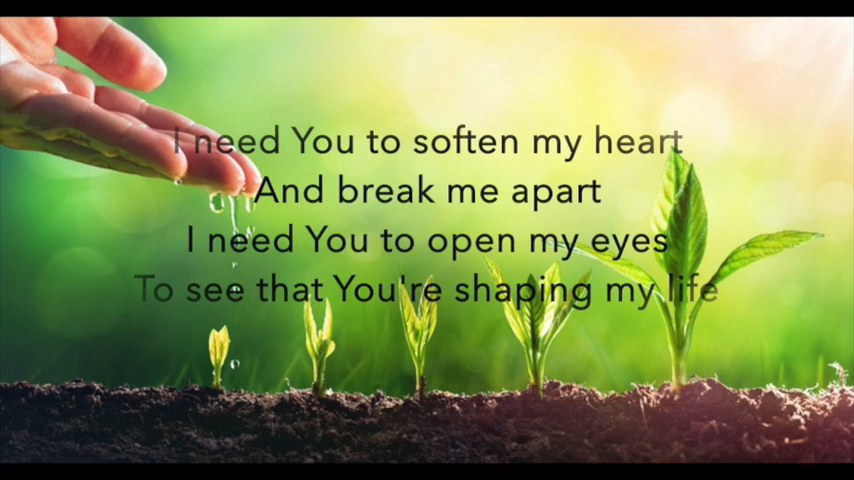 I need You to soften my heart
And break me apart
I need You to open my eyes
To see that You're shaping my life